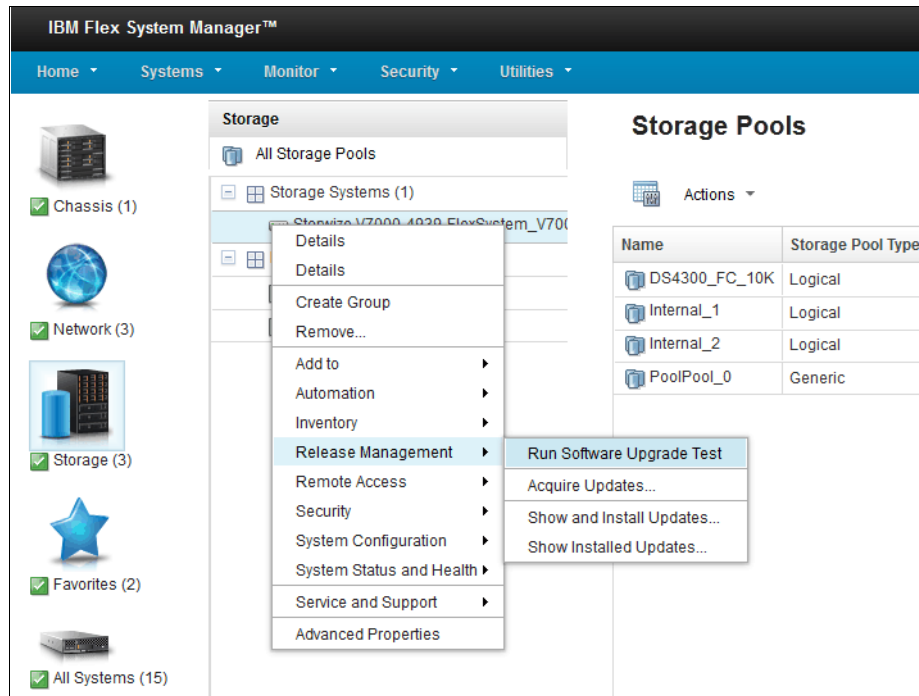 IBM Flex System Manager™
Home
Systems
Monitor
Security
Utilities
Chassis (1)
Network (3)
Storage (3)
Favorites (2)
All Systems (15)
Storage
All Storage Pools
Storage Systems (1)
Storwize V7000-4939-FlexSystem_V700
Details
Details
Create Group
Remove...
Add to
Automation
Inventory
Release Management
Remote Access
Security
System Configuration
System Status and Health
Service and Support
Advanced Properties
Run Software Upgrade Test
Acquire Updates...
Show and Install Updates...
Show Installed Updates...
Storage Pools
Actions
Name Storage Pool Type
DS4300_FC_10K Logical
Internal_1 Logical
Internal_2 Logical
PoolPool_0 Generic